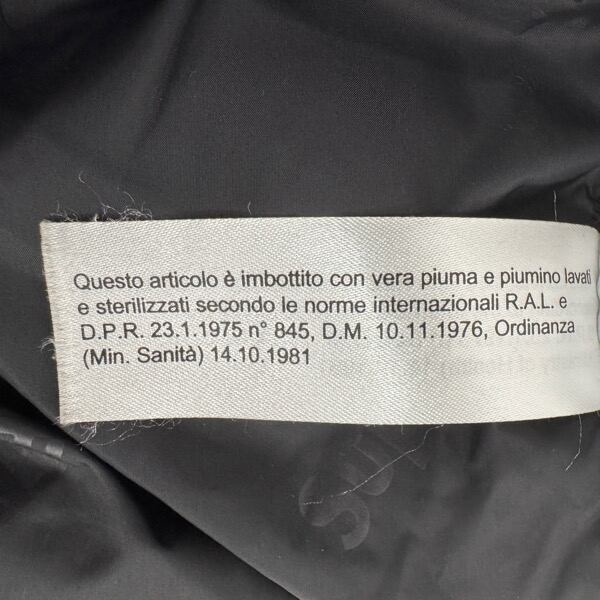 Questo articolo è imbottito con vera piuma e piumino lavati
e sterilizzati secondo le norme internazionali R.A.L. e
D.P.R. 23.1.1975 n° 845, D.M. 10.11.1976, Ordinanza
(Min. Sanità) 14.10.1981
Sup